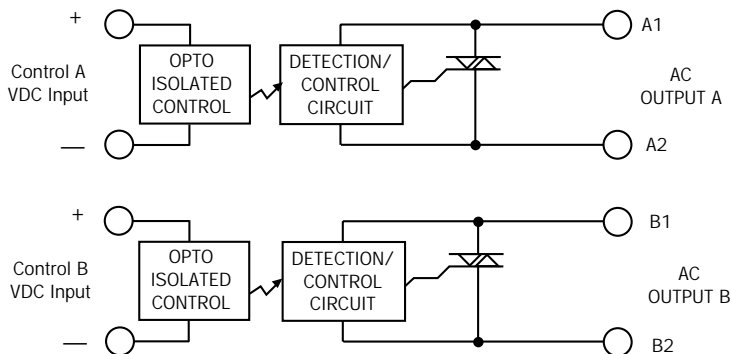 +
Control A
VDC Input
—
OPTO
ISOLATED
CONTROL
DETECTION/
CONTROL
CIRCUIT
A1
AC
OUTPUT A
A2
+
Control B
VDC Input
—
OPTO
ISOLATED
CONTROL
DETECTION/
CONTROL
CIRCUIT
B1
AC
OUTPUT B
B2